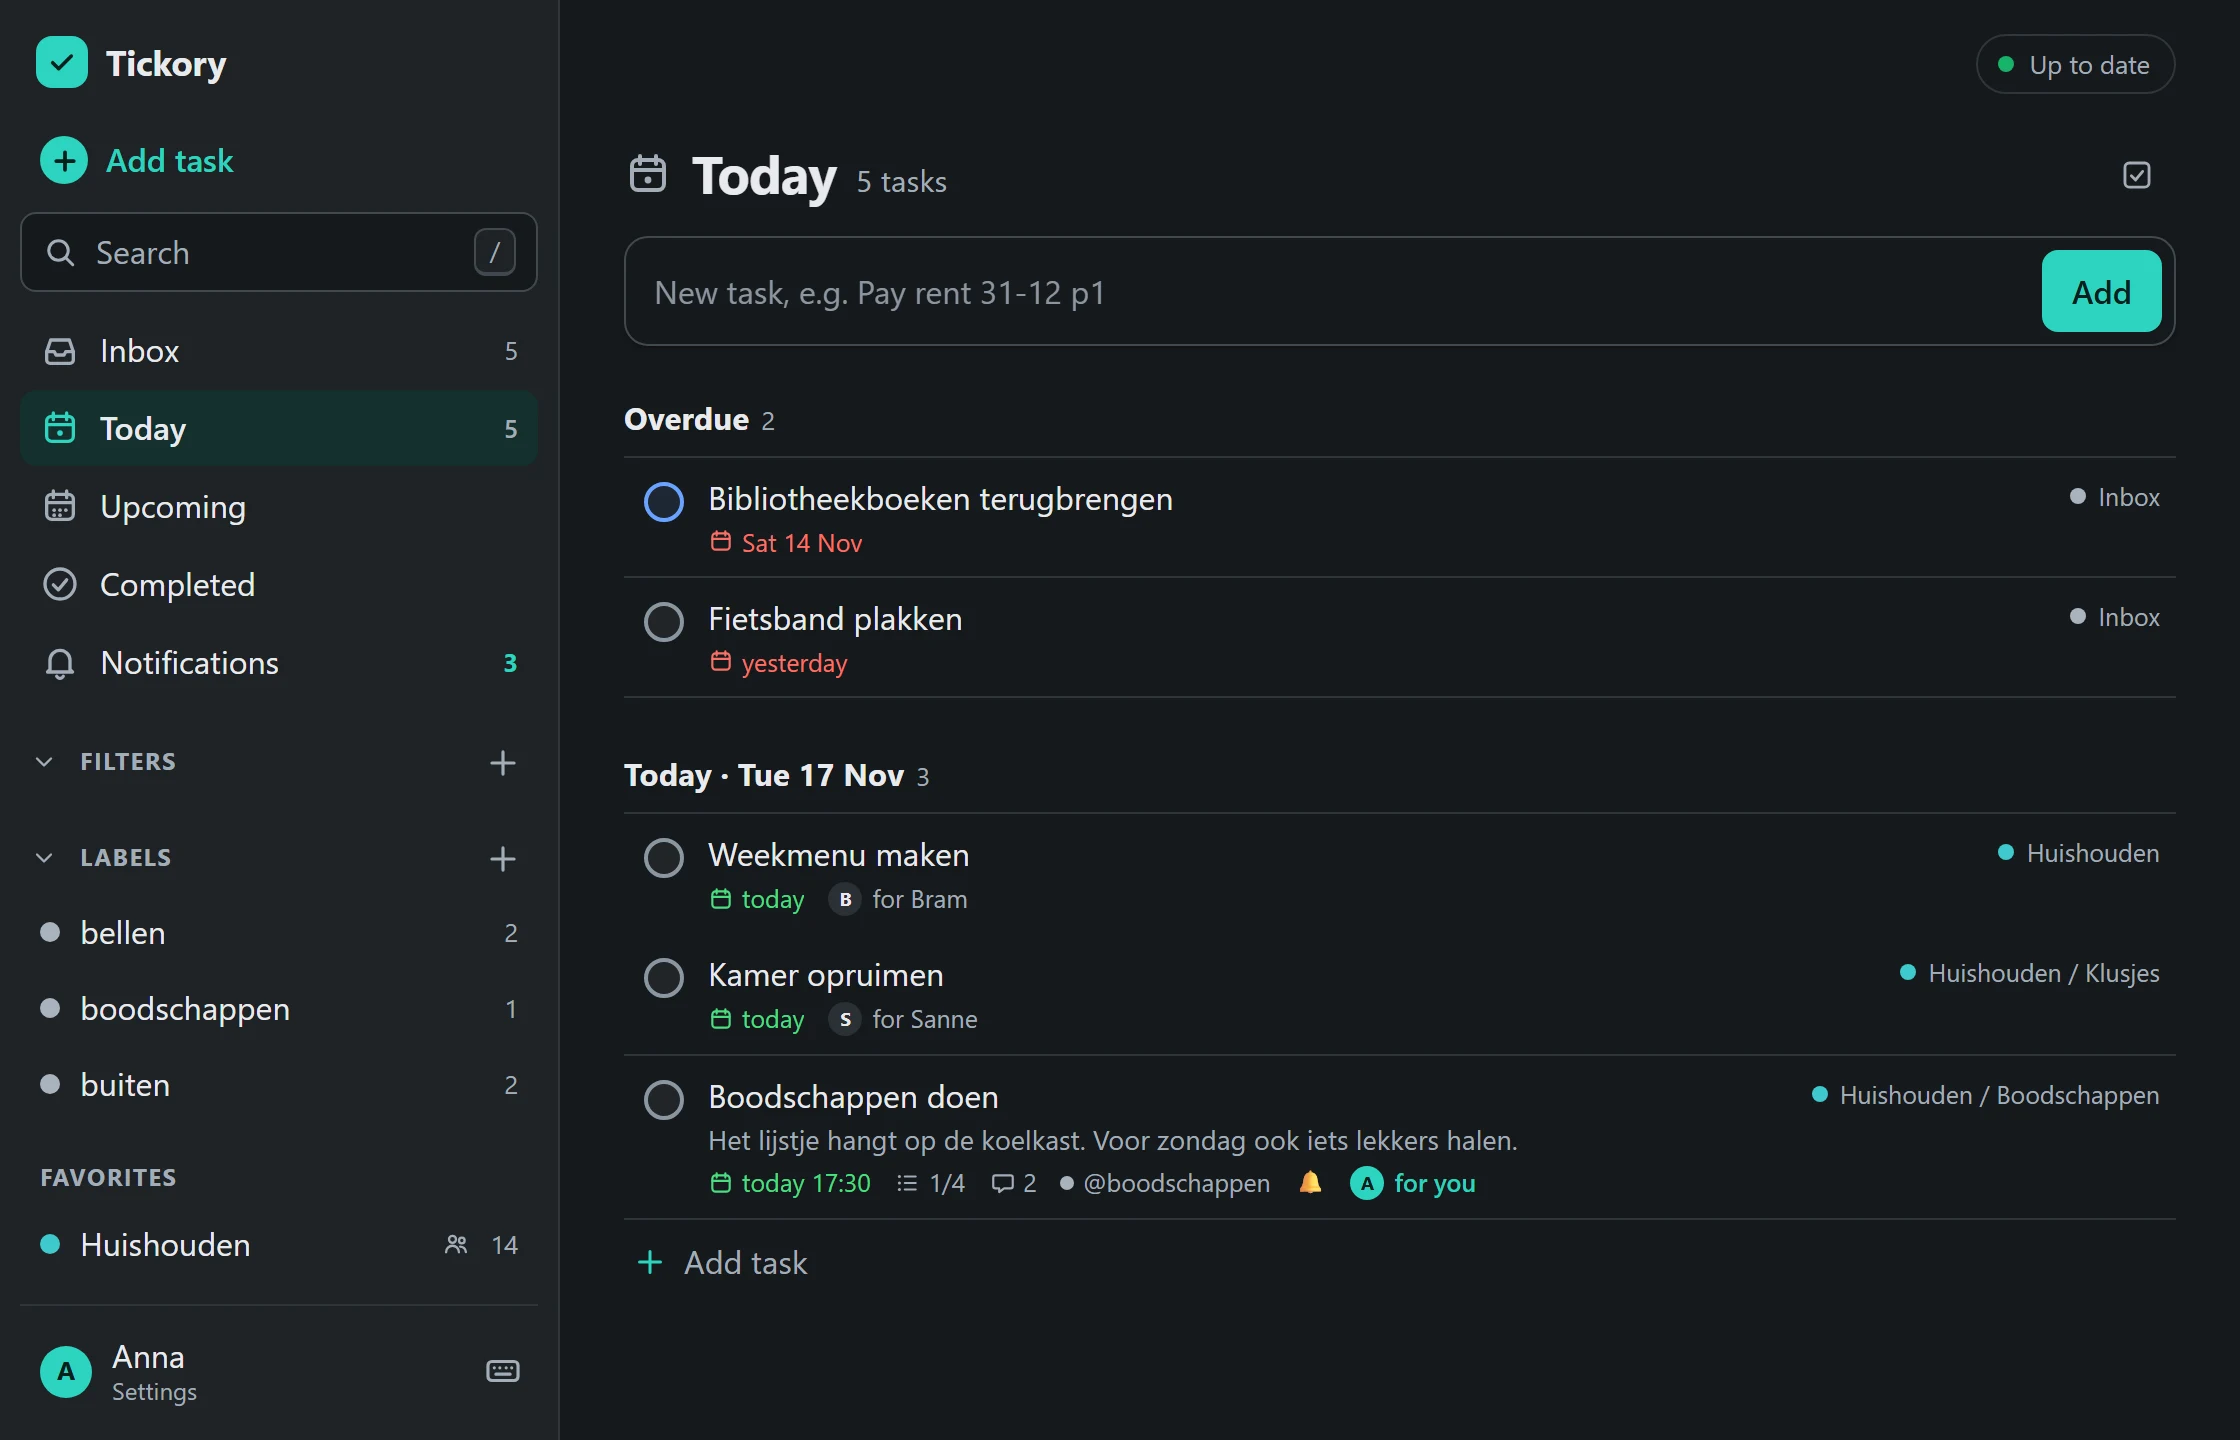 Tickory
Add task
Search /
Inbox 5
Today 5
Upcoming
Completed
Notifications 3
FILTERS
LABELS
bellen 2
boodschappen 1
buiten 2
FAVORITES
Huishouden 14
A Anna
Settings
Up to date
Today 5 tasks
New task, e.g. Pay rent 31-12 p1 Add
Overdue 2
Bibliotheekboeken terugbrengen Inbox
Sat 14 Nov
Fietsband plakken Inbox
yesterday
Today · Tue 17 Nov 3
Weekmenu maken Huishouden
today B for Bram
Kamer opruimen Huishouden / Klusjes
today S for Sanne
Boodschappen doen Huishouden / Boodschappen
Het lijstje hangt op de koelkast. Voor zondag ook iets lekkers halen.
today 17:30 1/4 2 @boodschappen A for you
Add task